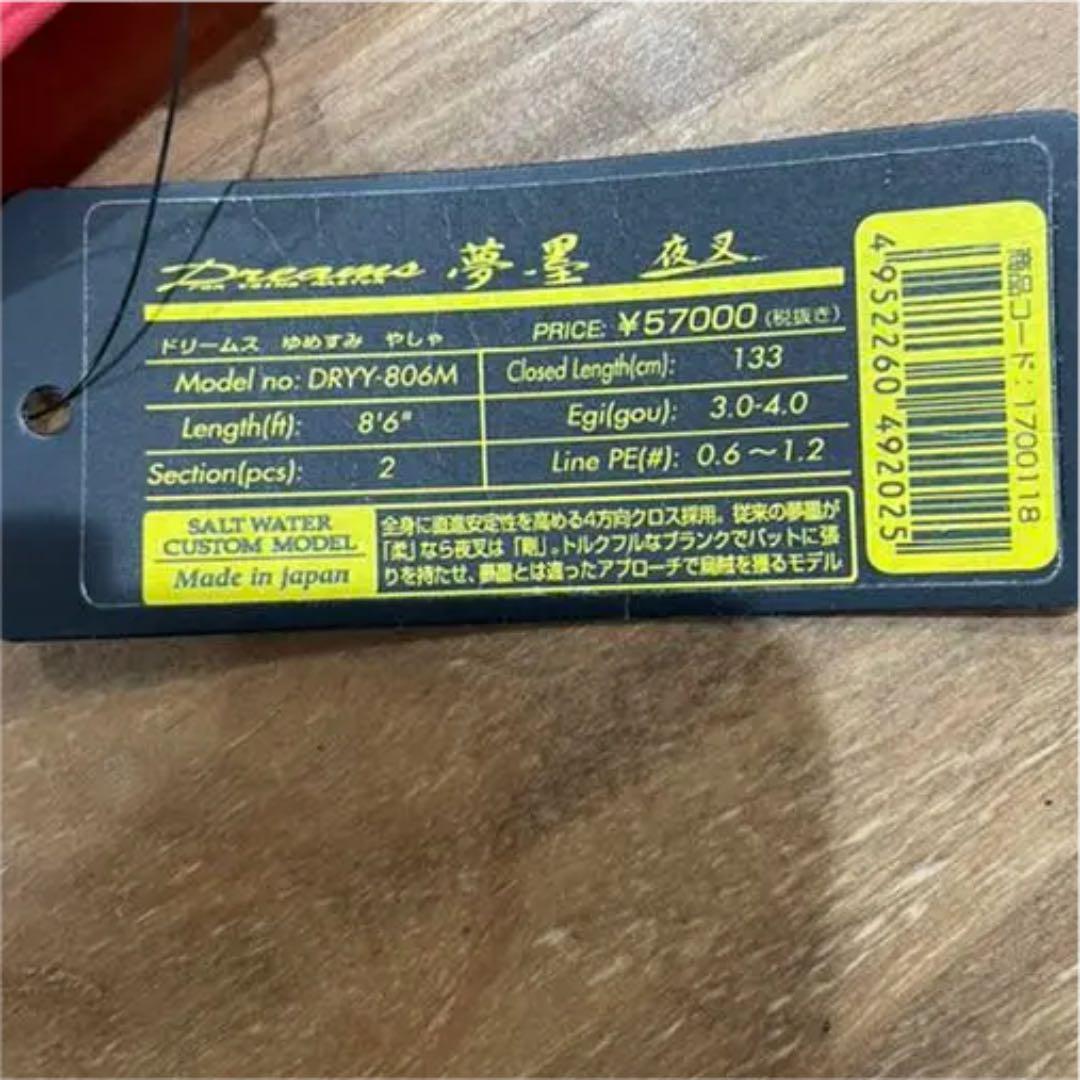 Dreams 夢墨 夜叉
ドリームス ゆめすみ やしゃ
PRICE: ¥57000(税抜き)
Model no: DRYY-806M
Closed Length(cm): 133
Length(ft): 8'6"
Egi(gou): 3.0-4.0
Section(pcs): 2
Line PE(#): 0.6～1.2
SALT WATER
CUSTOM MODEL
Made in japan
全身に直進安定性を高める4方向クロス採用。従来の夢墨が
「柔」なら夜叉は「剛」。トルクフルなブランクでバットに張
りを持たせ、夢墨とは違ったアプローチで烏賊を獲るモデル
4952260492025
商品コード:1700118